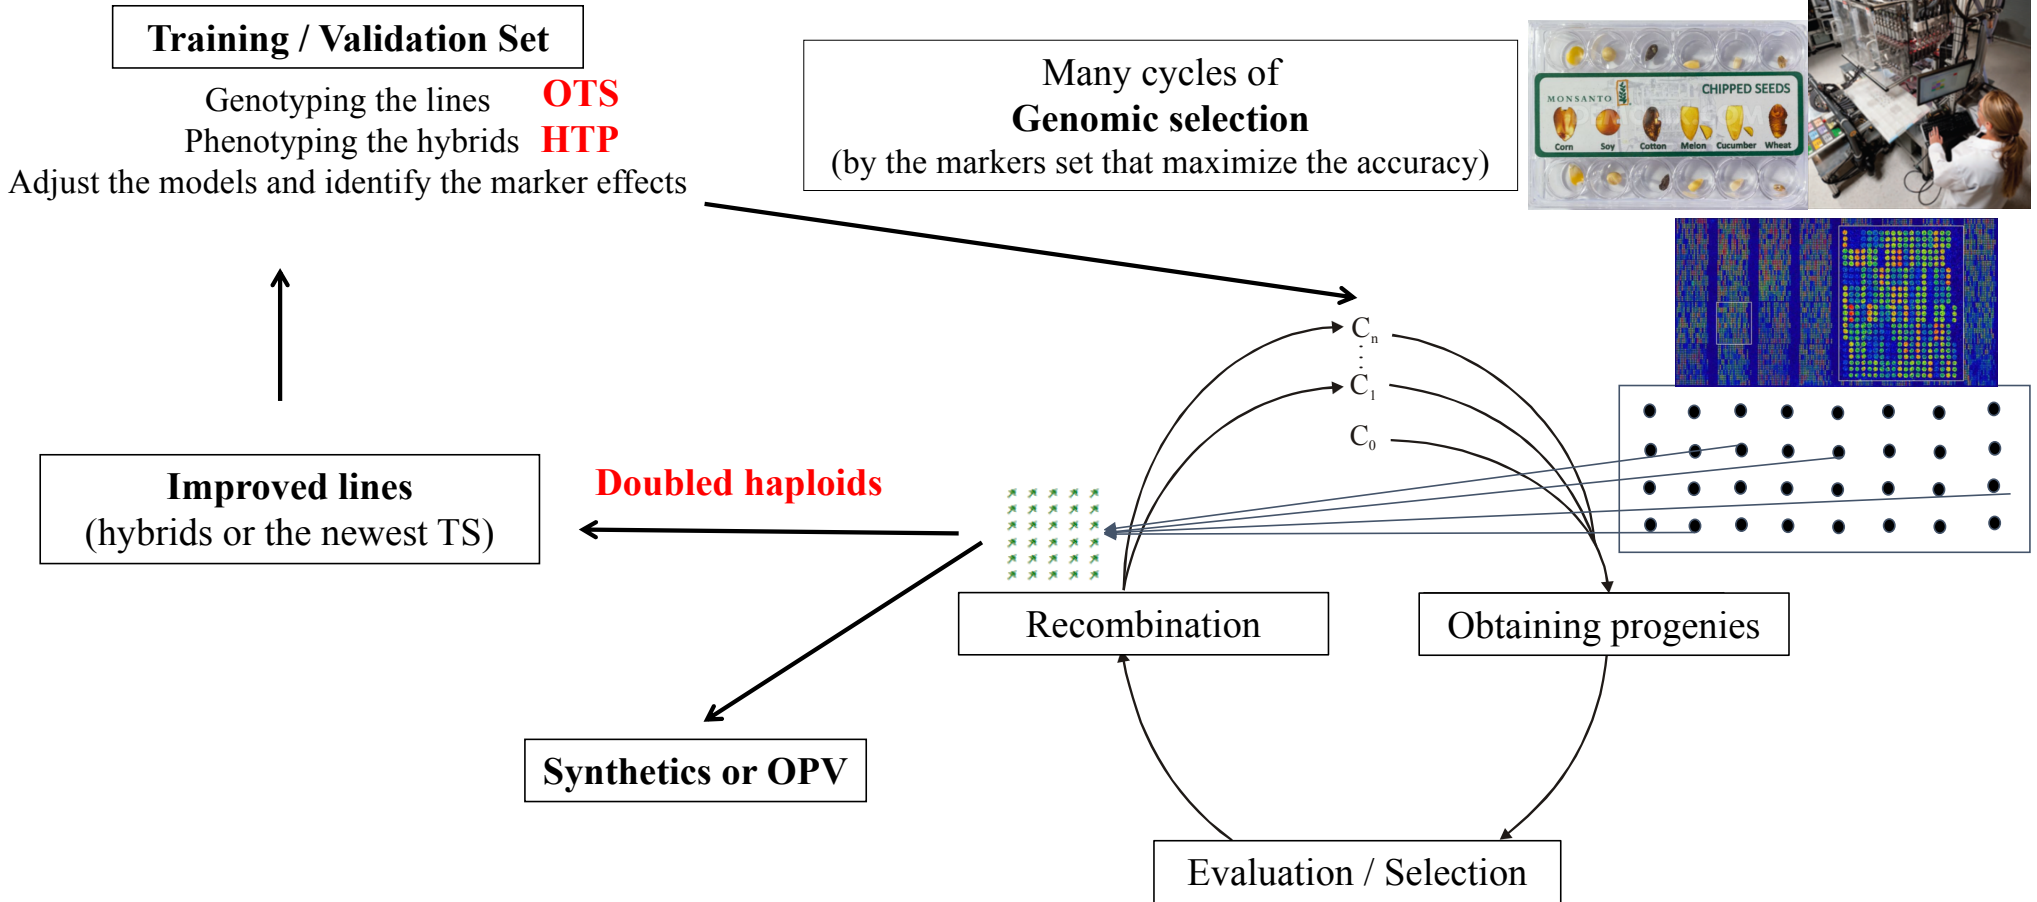 Training / Validation Set
Genotyping the lines OTS
Phenotyping the hybrids HTP
Adjust the models and identify the marker effects
Many cycles of
Genomic selection
(by the markers set that maximize the accuracy)
MONSANTO
CHIPPED SEEDS
Corn Soy Cotton Melon Cucumber Wheat
Cn
C1
C0
Improved lines
(hybrids or the newest TS)
Doubled haploids
Recombination
Obtaining progenies
Synthetics or OPV
Evaluation / Selection